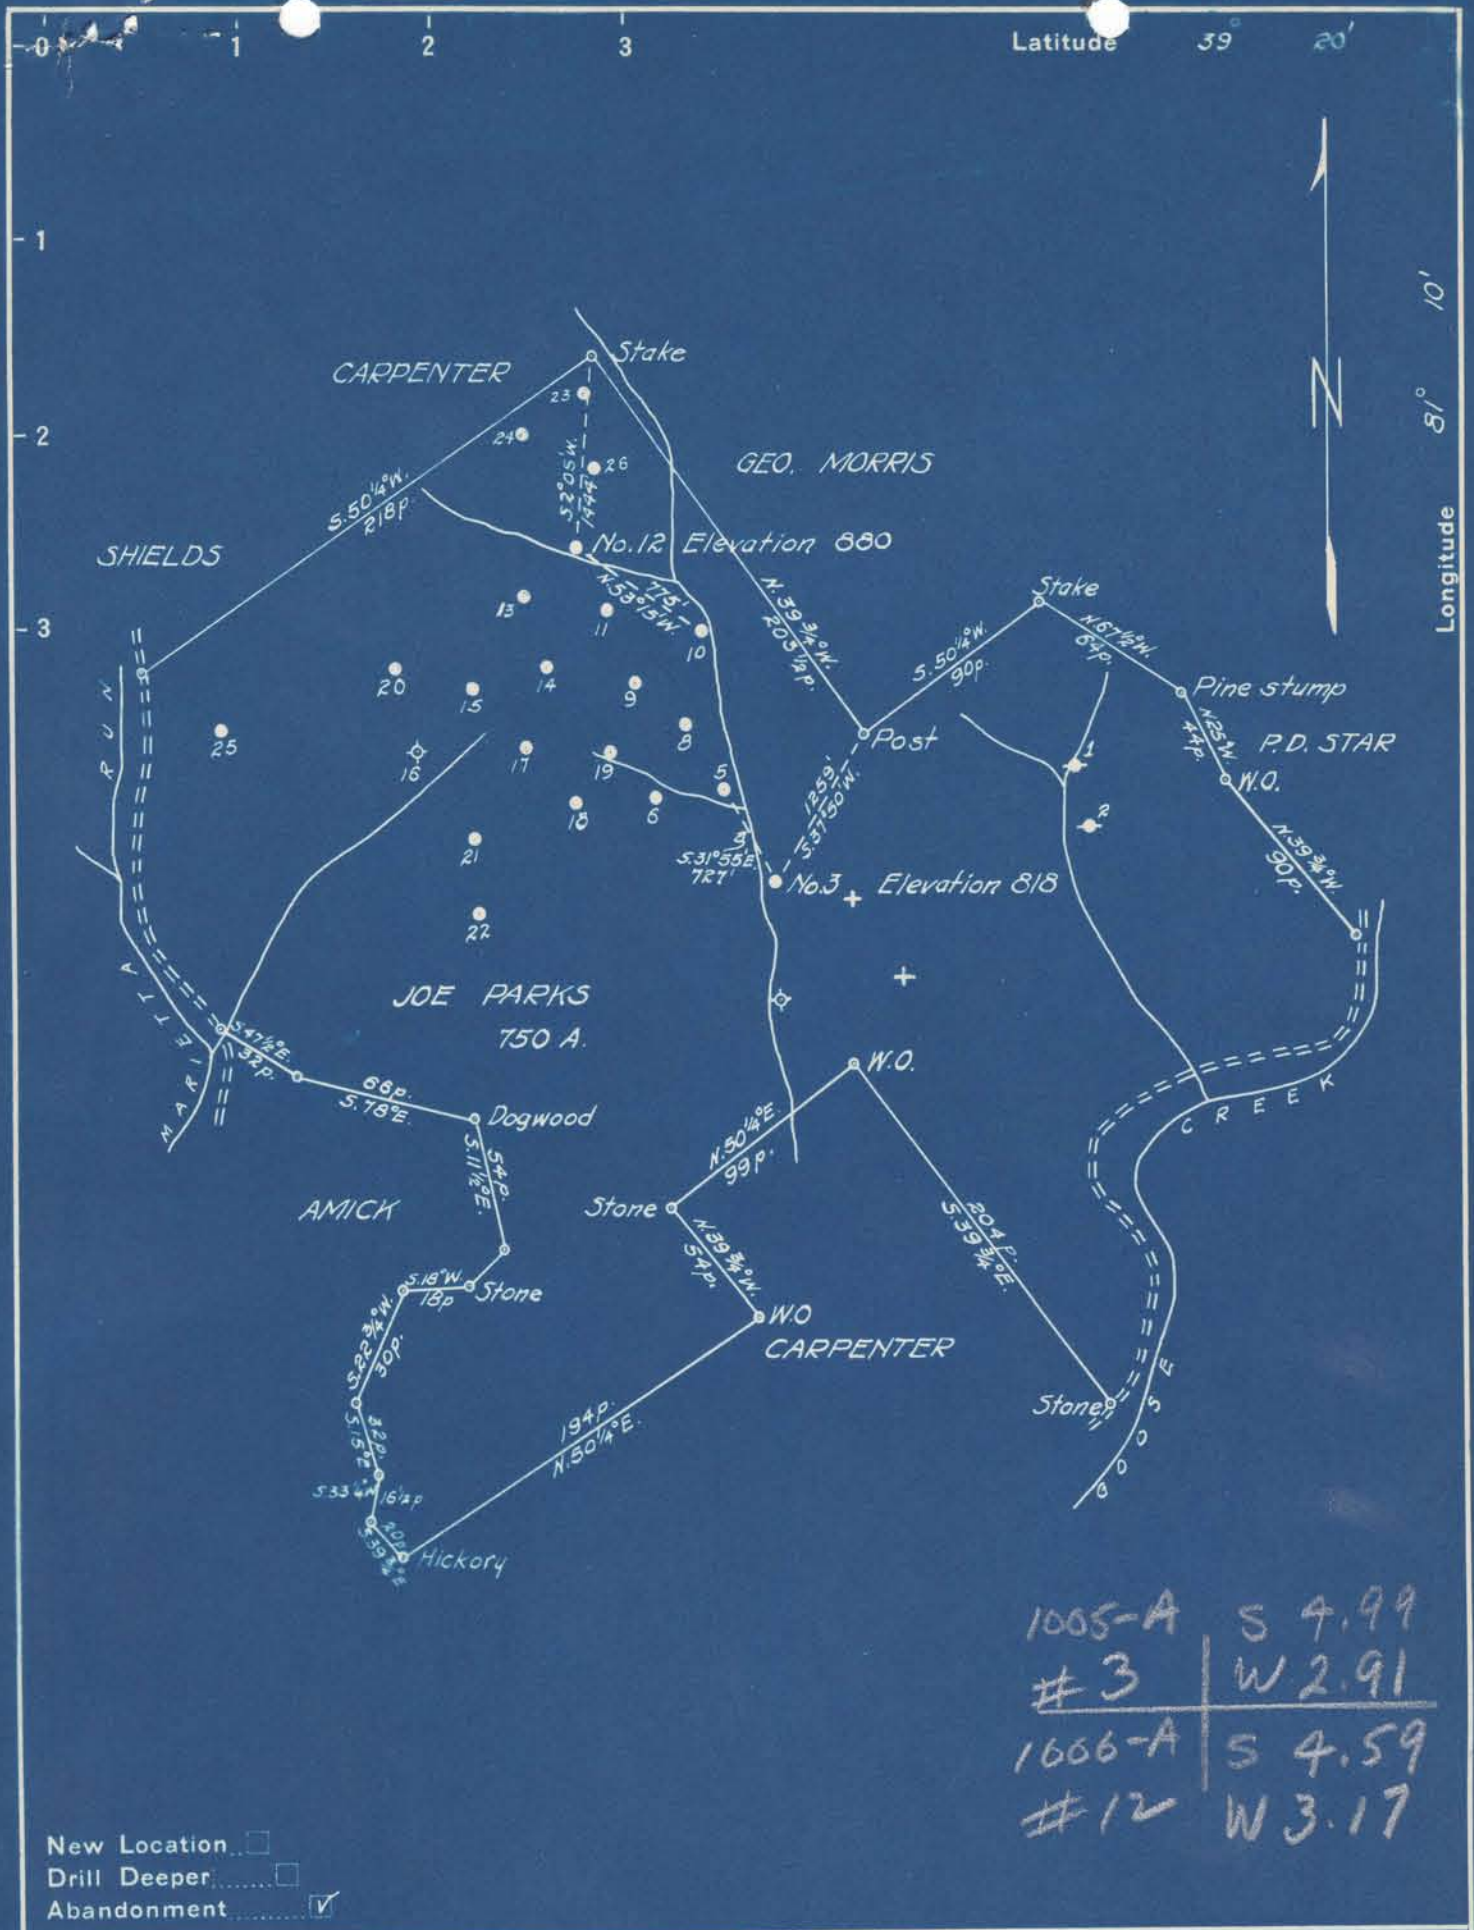 0 1 2 3 Latitude 39° 20'
1
2
3
Longitude 81° 10'
N
Stake
CARPENTER
23
24
26
GEO. MORRIS
S.50¼°W.
218p.
S2°05'W.
1444'
SHIELDS
No.12 Elevation 880
775'
N.53°15'W.
N.39¾°W.
203½p.
Stake
S.50¼°W.
90p.
N.67½°W.
64p.
Pine stump
N25W
44p.
P.D. STAR
W.O.
N.39¾°W.
90p.
13
11
10
20
15
14
9
8
25
16
17
19
5
18
6
21
22
Post
1259'
S.37°50'W.
1
2
S.31°55'E.
727'
No.3 Elevation 818
MARIETTA RUN
JOE PARKS
750 A.
S.47½°E.
32p.
66p.
S.78°E.
Dogwood
54p.
S.11½°E.
W.O.
N.50¼°E.
99p.
GOOSE CREEK
AMICK
Stone
N.39¾°W.
54p.
204p.
S.39¾°E.
S.18°W.
18p
Stone
W.O
CARPENTER
S.22¾°W.
30p.
Stone
32p.
S.15°E
194p.
N.50¼°E.
S.33¼W
16½p
20p
S.39¾E
Hickory
1005-A S 4.99
#3 W 2.91
1006-A S 4.59
#12 W 3.17
New Location
Drill Deeper
Abandonment